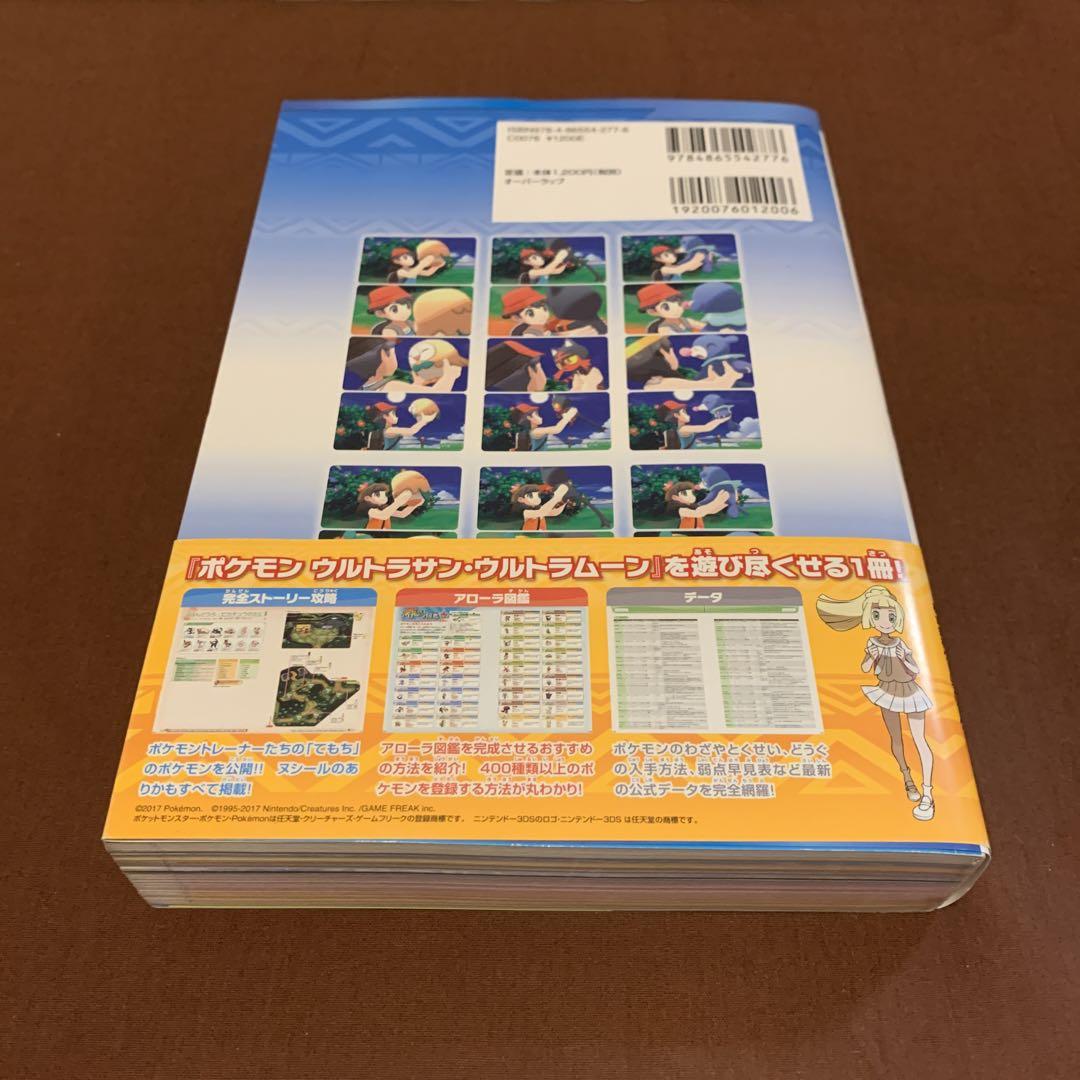 ISBN978-4-86554-277-6
C0076 ¥1200E
定価:本体1,200円(税別)
オーバーラップ
9784865542776
1920076012006
『ポケモン ウルトラサン・ウルトラムーン』を遊び尽くせる1冊!
完全ストーリー攻略
アローラ図鑑
データ
ポケモントレーナーたちの「てもち」
のポケモンを公開!! ヌシールのあ
りかもすべて掲載!
アローラ図鑑を完成させるおすすめ
の方法を紹介! 400種類以上のポ
ケモンを登録する方法が丸わかり!
ポケモンのわざやとくせい、どうぐ
の入手方法、弱点早見表など最新
の公式データを完全網羅!
©2017 Pokémon. ©1995-2017 Nintendo/Creatures Inc. /GAME FREAK inc.
ポケットモンスター・ポケモン・Pokémonは任天堂・クリーチャーズ・ゲームフリークの登録商標です。 ニンテンドー3DSのロゴ・ニンテンドー3DS は任天堂の商標です。